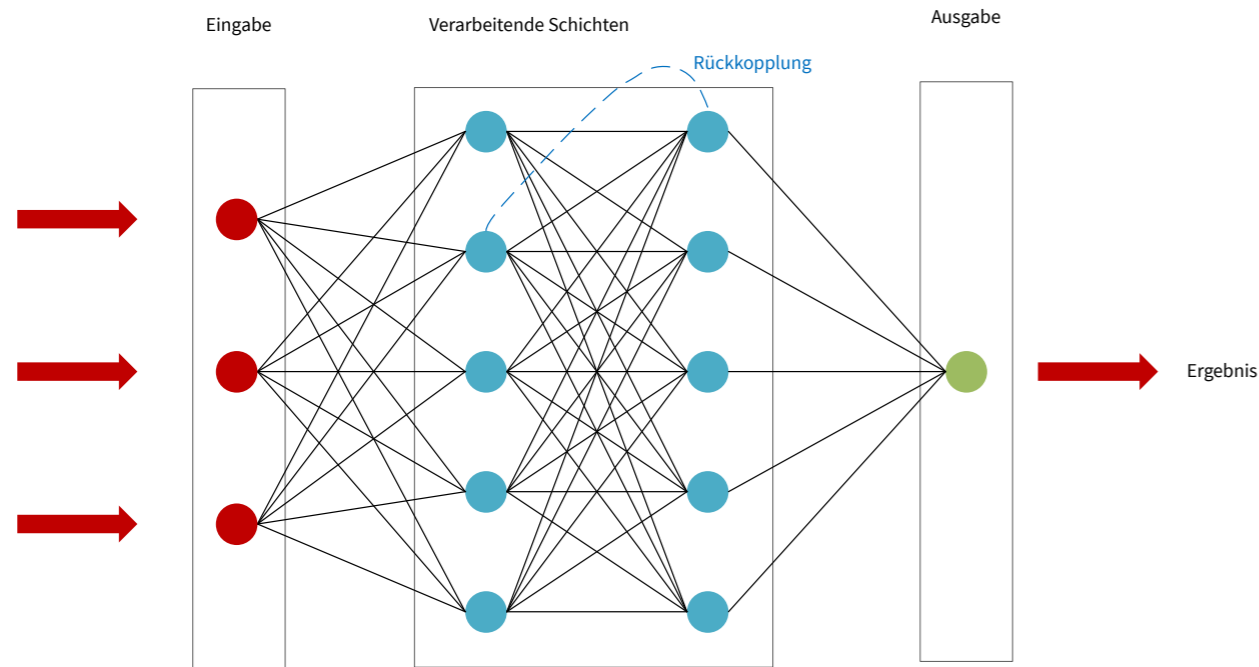 Eingabe
Verarbeitende Schichten
Ausgabe
Rückkopplung
Ergebnis